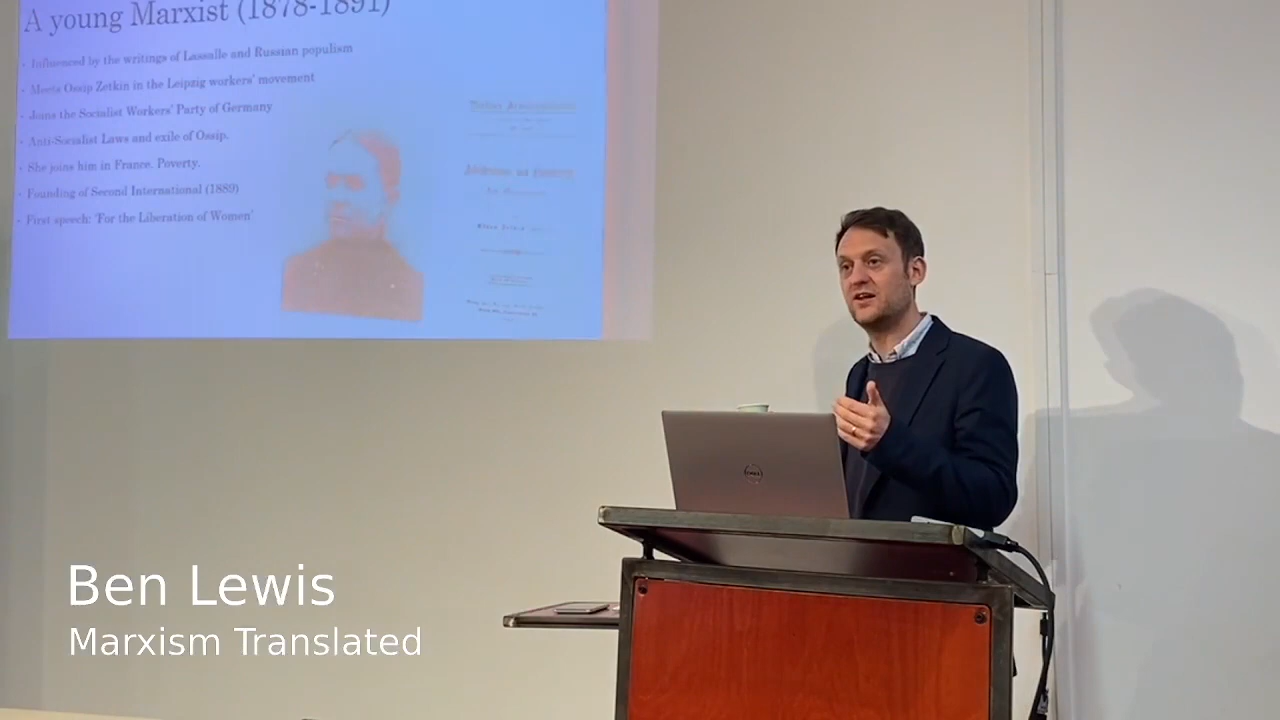 A young Marxist (1878-1891)
- Influenced by the writings of Lassalle and Russian populism
- Meets Ossip Zetkin in the Leipzig workers' movement
- Joins the Socialist Workers' Party of Germany
- Anti-Socialist Laws and exile of Ossip.
- She joins him in France. Poverty.
- Founding of Second International (1889)
- First speech: 'For the Liberation of Women'
DELL
Ben Lewis
Marxism Translated